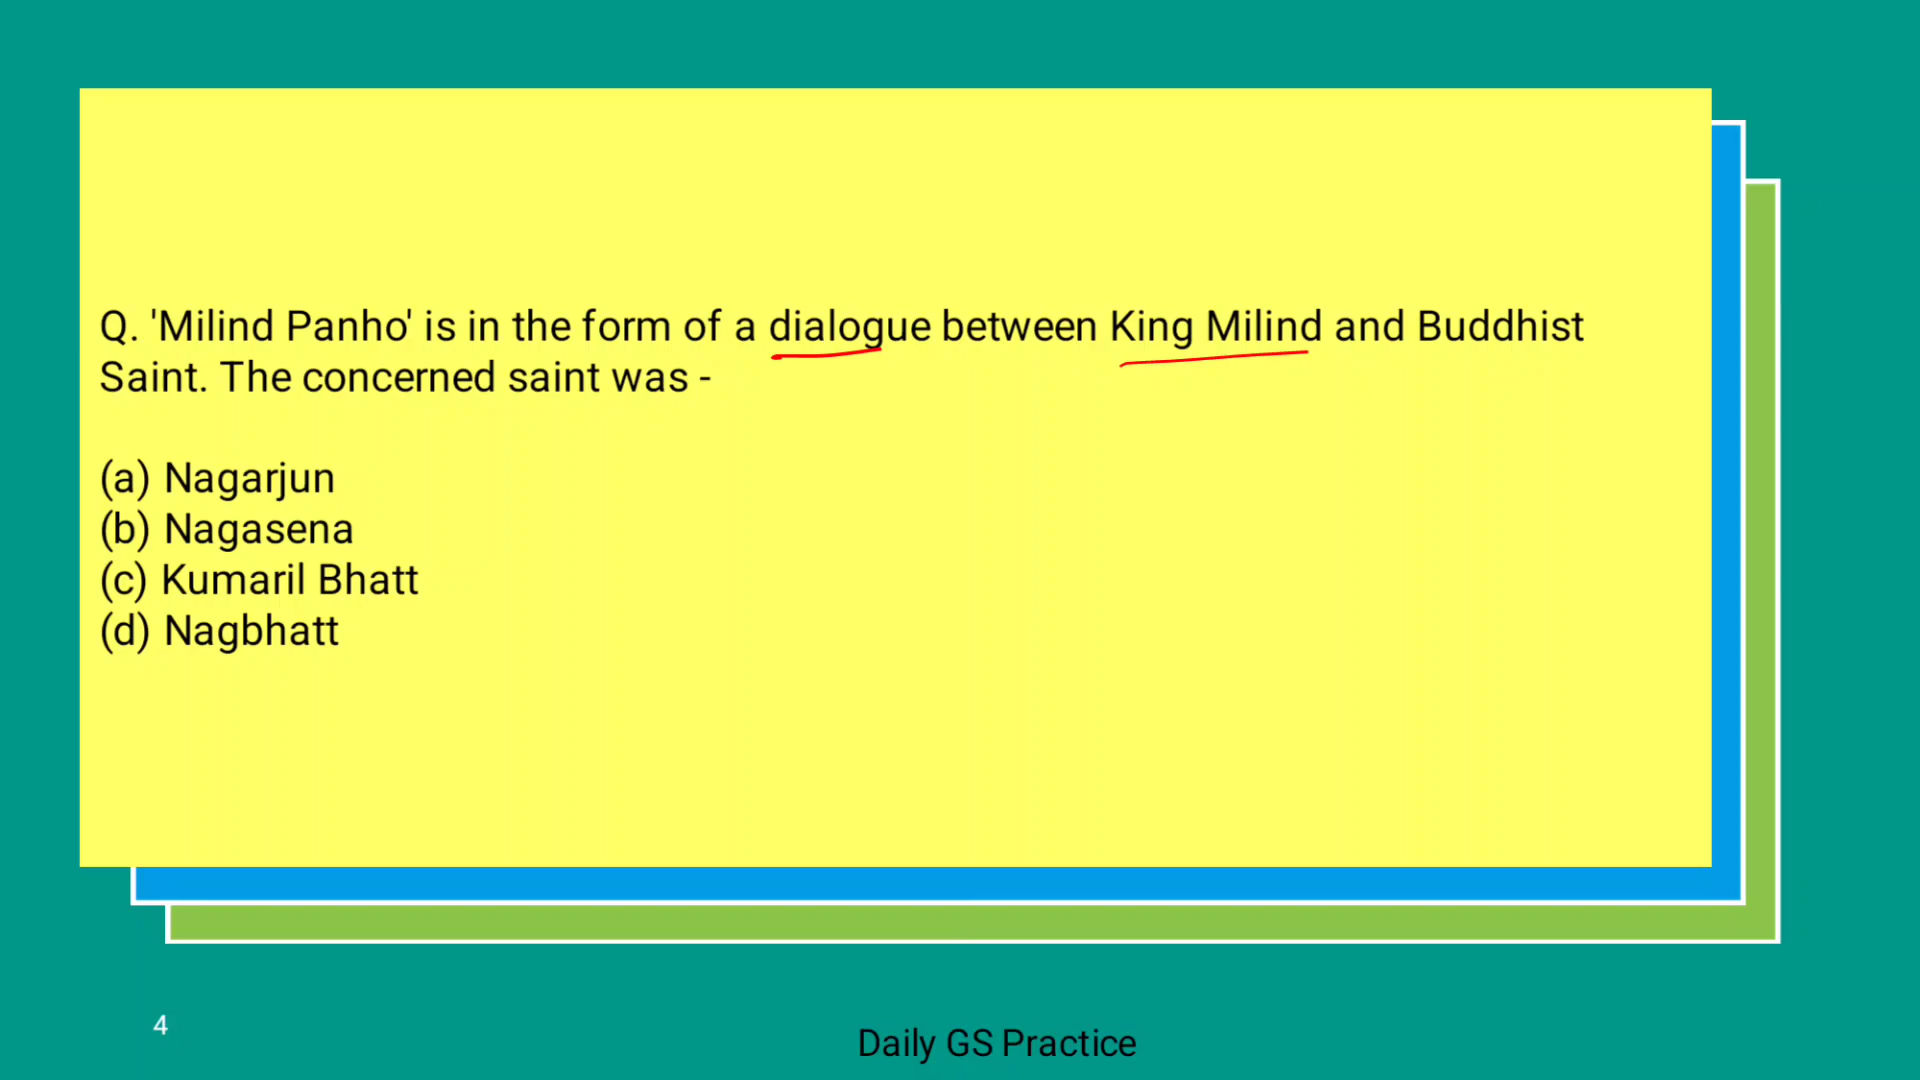 Q. 'Milind Panho' is in the form of a dialogue between King Milind and Buddhist
Saint. The concerned saint was -
(a) Nagarjun
(b) Nagasena
(c) Kumaril Bhatt
(d) Nagbhatt
4
Daily GS Practice